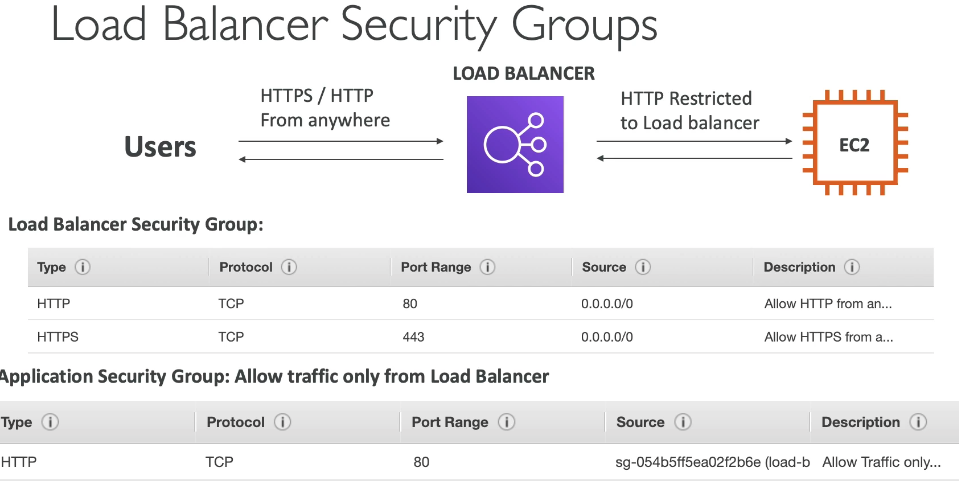 Load Balancer Security Groups
LOAD BALANCER
HTTPS / HTTP
From anywhere
HTTP Restricted
to Load balancer
Users
EC2
Load Balancer Security Group:
Type Protocol Port Range Source Description
HTTP TCP 80 0.0.0.0/0 Allow HTTP from an...
HTTPS TCP 443 0.0.0.0/0 Allow HTTPS from a...
Application Security Group: Allow traffic only from Load Balancer
Type Protocol Port Range Source Description
HTTP TCP 80 sg-054b5ff5ea02f2b6e (load-b Allow Traffic only...